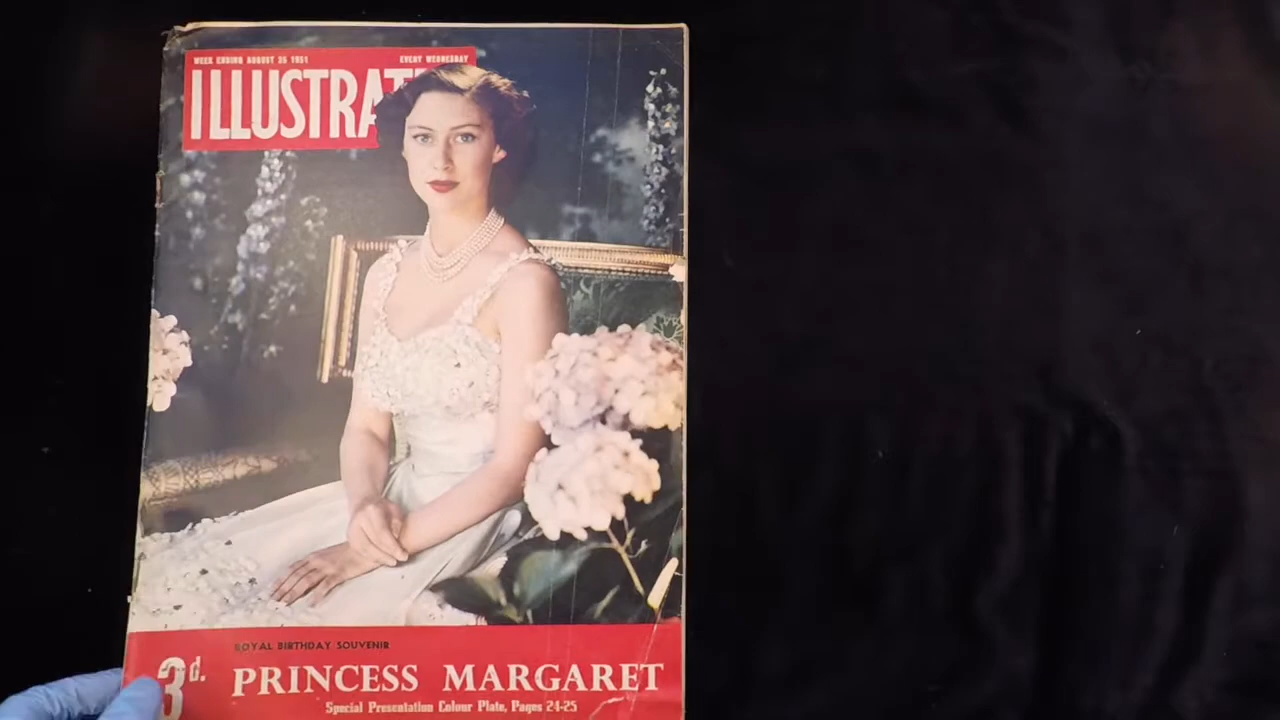 WEEK ENDING AUGUST 25 1951 EVERY WEDNESDAY
ILLUSTRAT
ROYAL BIRTHDAY SOUVENIR
3d. PRINCESS MARGARET
Special Presentation Colour Plate, Pages 24-25